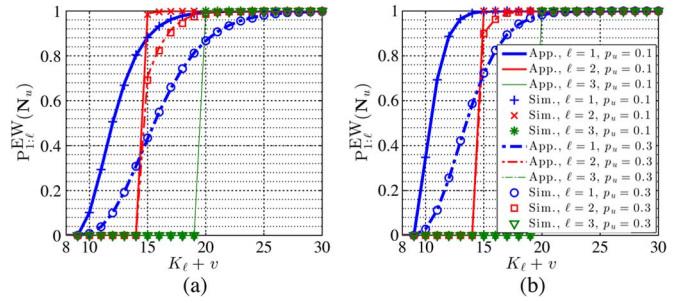 P^{EW}_{1:ℓ}(N_u)
1
0.8
0.6
0.4
0.2
0
8 10 15 20 25 30
K_ℓ + v
(a)
P^{EW}_{1:ℓ}(N_u)
1
0.8
0.6
0.4
0.2
0
8 10 15 20 25 30
K_ℓ + v
(b)
App., ℓ = 1, p_u = 0.1
App., ℓ = 2, p_u = 0.1
App., ℓ = 3, p_u = 0.1
Sim., ℓ = 1, p_u = 0.1
Sim., ℓ = 2, p_u = 0.1
Sim., ℓ = 3, p_u = 0.1
App., ℓ = 1, p_u = 0.3
App., ℓ = 2, p_u = 0.3
App., ℓ = 3, p_u = 0.3
Sim., ℓ = 1, p_u = 0.3
Sim., ℓ = 2, p_u = 0.3
Sim., ℓ = 3, p_u = 0.3